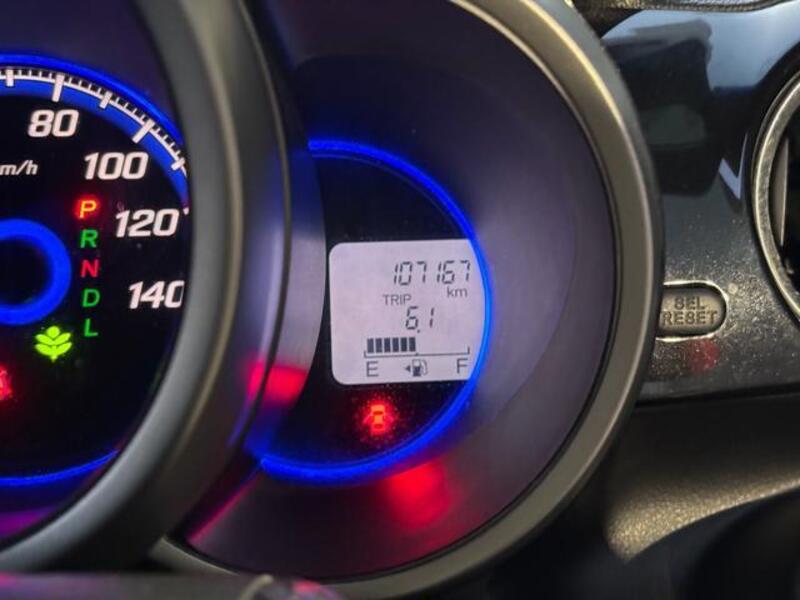 80
km/h
100
120
140
P
R
N
D
L
107167
km
TRIP
6.1
E F
SEL
RESET